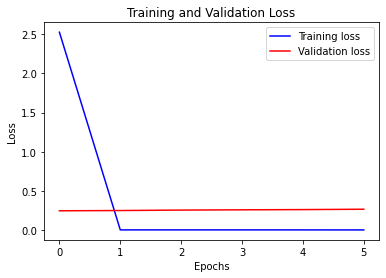 Training and Validation Loss
Training loss
Validation loss
2.5
2.0
1.5
1.0
0.5
0.0
Loss
0 1 2 3 4 5
Epochs